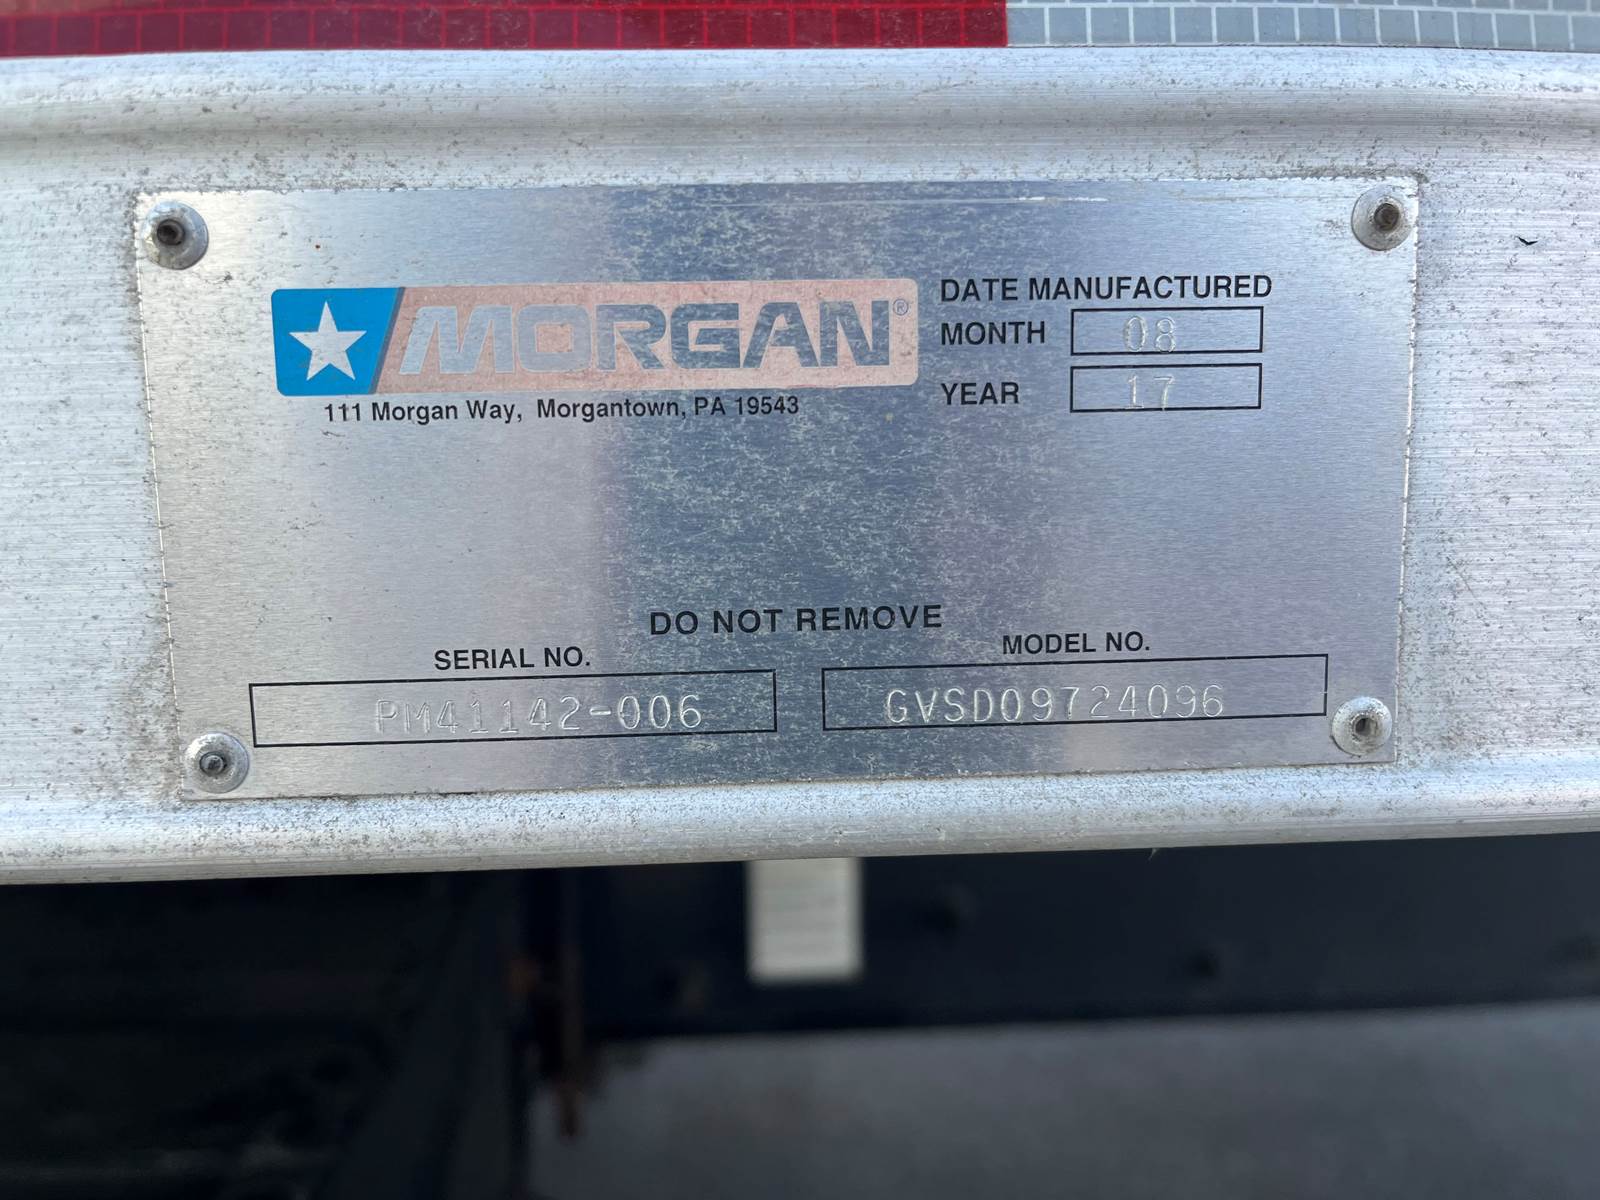 MORGAN®
111 Morgan Way, Morgantown, PA 19543
DATE MANUFACTURED
MONTH 08
YEAR 17
DO NOT REMOVE
SERIAL NO.
PM41142-006
MODEL NO.
GVSD09724096